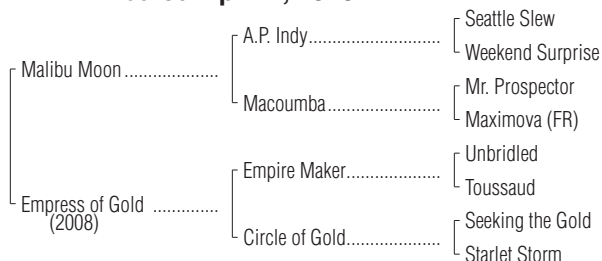 Seattle Slew
A.P. Indy
Weekend Surprise
Malibu Moon
Mr. Prospector
Macoumba
Maximova (FR)
Unbridled
Empire Maker
Toussaud
Empress of Gold
(2008)
Seeking the Gold
Circle of Gold
Starlet Storm